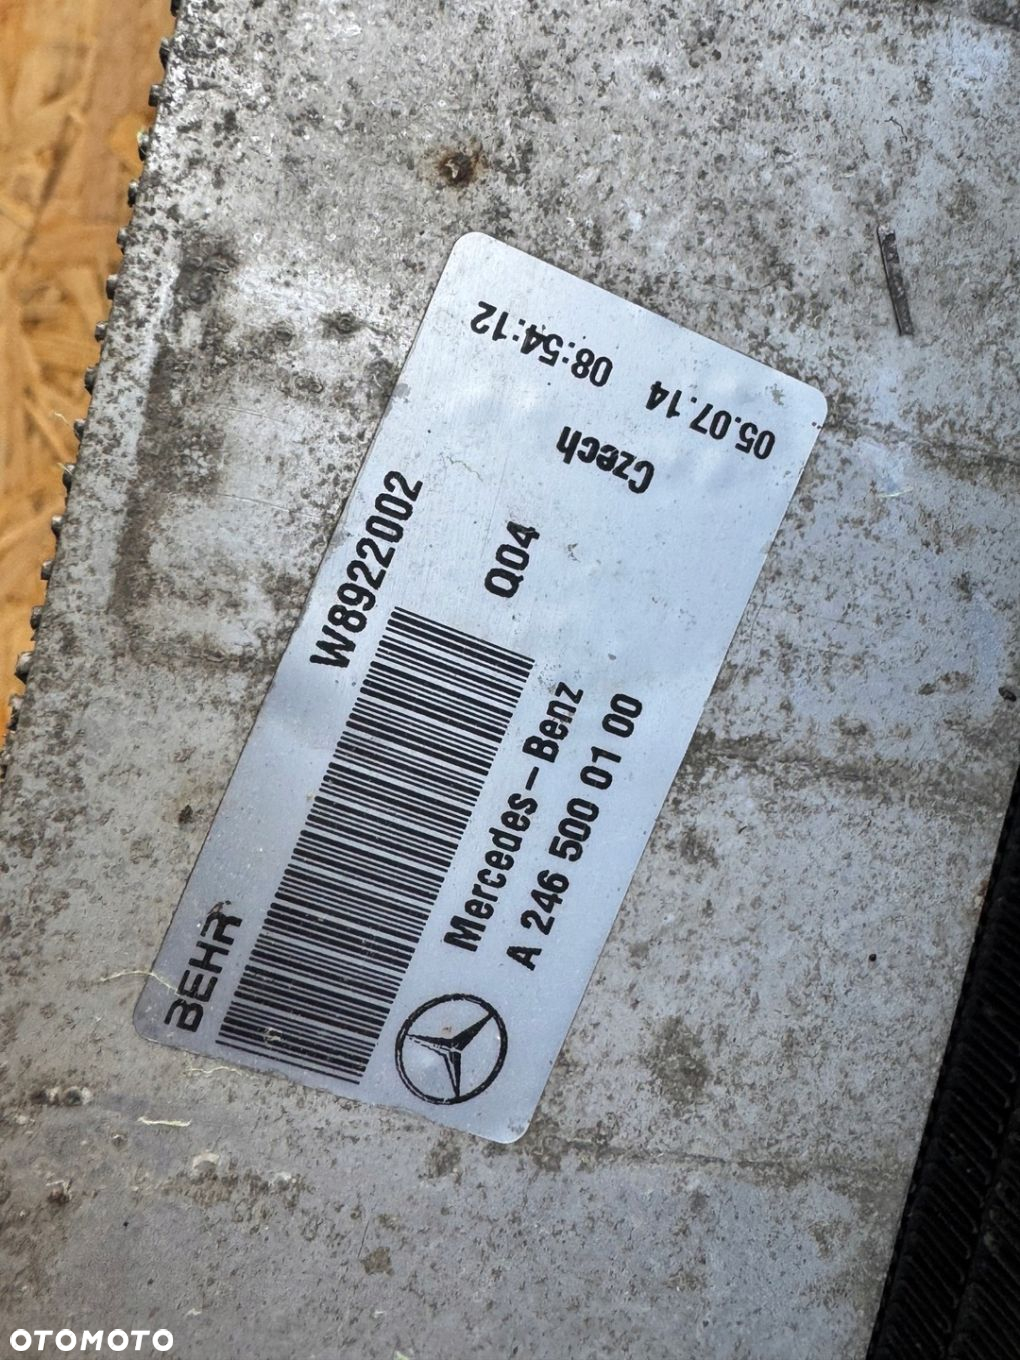 BEHR
W8922002
Mercedes-Benz
A 246 500 01 00
Q04
Czech
05.07.14 08:54:12
OTOMOTO